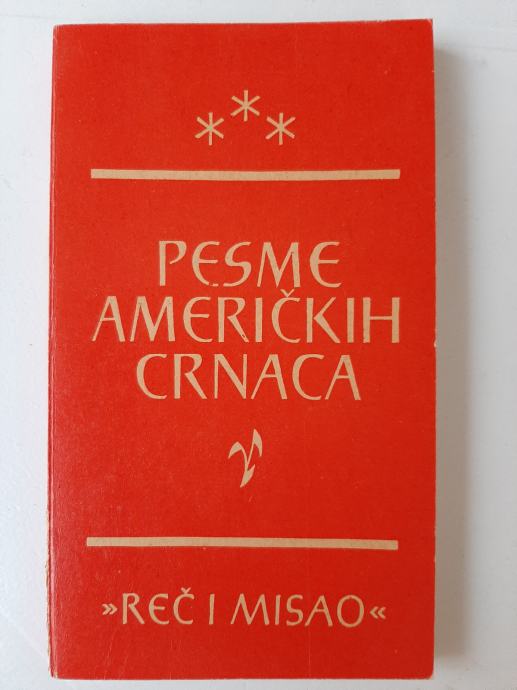 ***
PESME
AMERIČKIH
CRNACA
»REČ I MISAO«